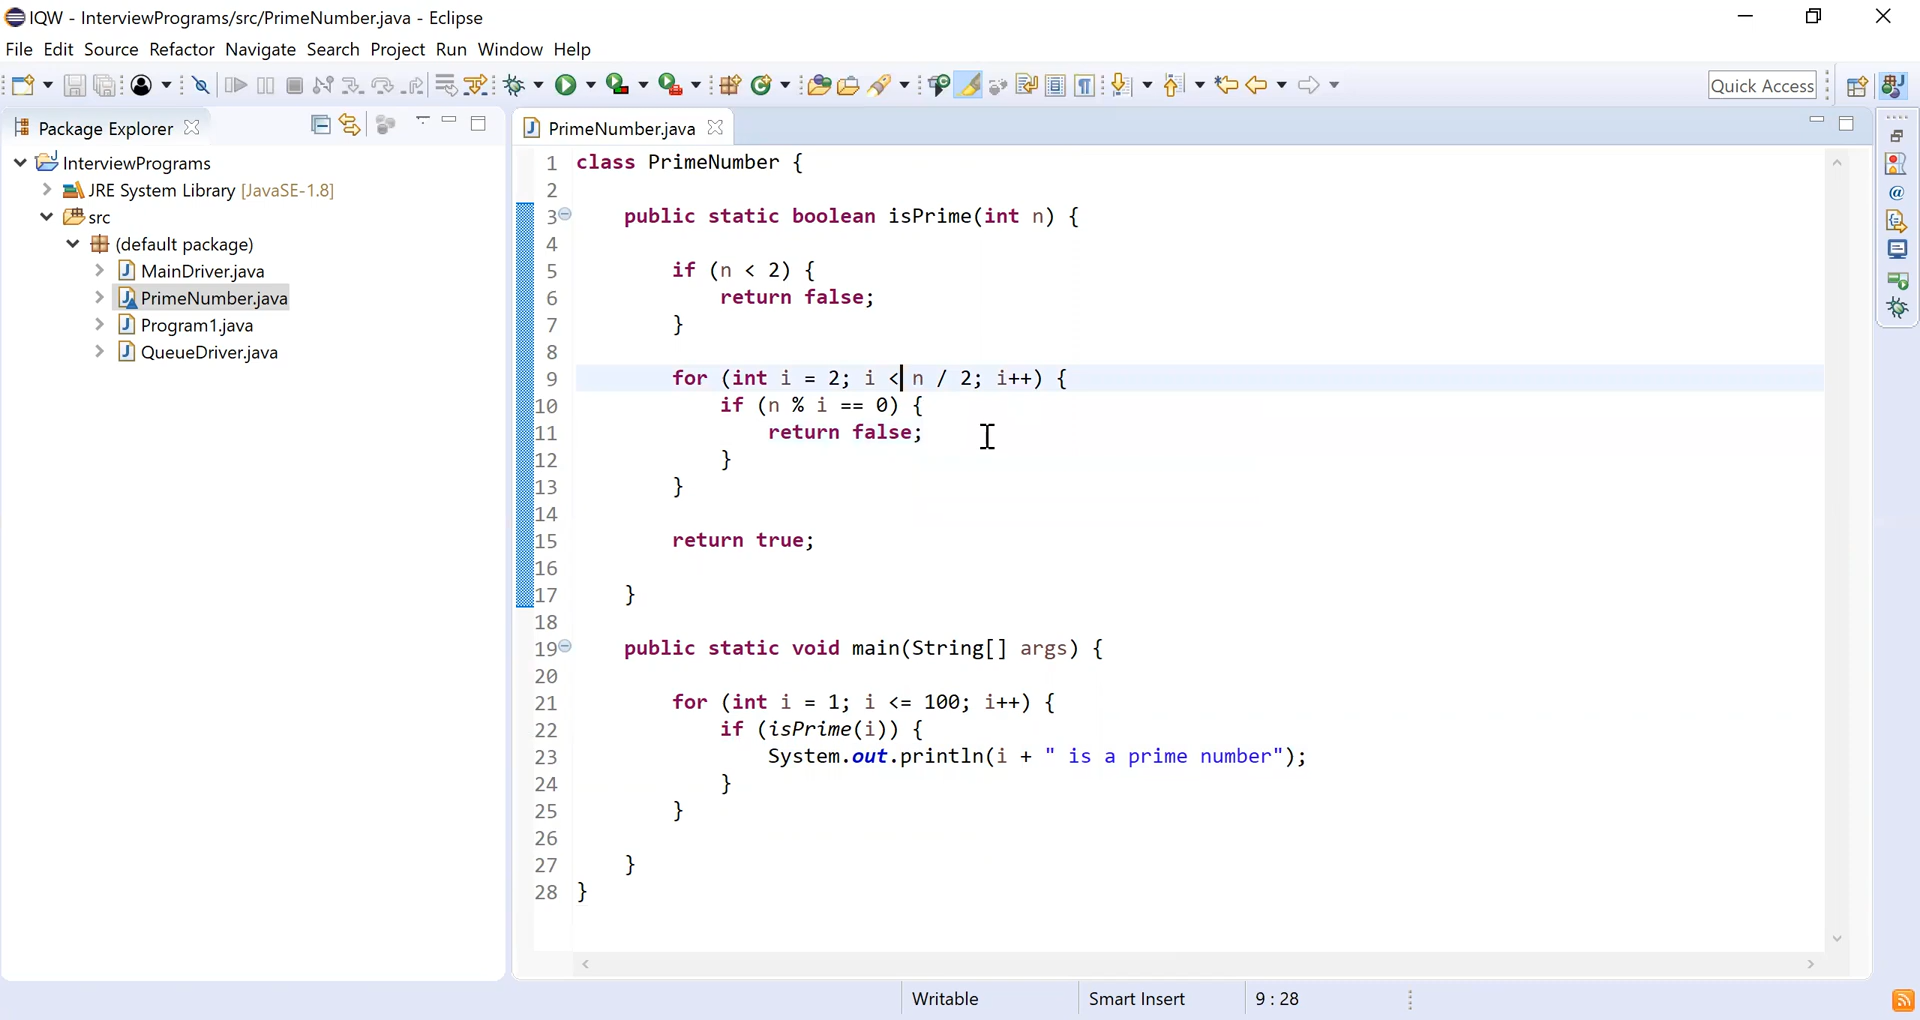 IQW - InterviewPrograms/src/PrimeNumber.java - Eclipse
File Edit Source Refactor Navigate Search Project Run Window Help
Quick Access
Package Explorer
InterviewPrograms
JRE System Library [JavaSE-1.8]
src
(default package)
MainDriver.java
PrimeNumber.java
Program1.java
QueueDriver.java
PrimeNumber.java
1 class PrimeNumber {
2
3 public static boolean isPrime(int n) {
4
5 if (n < 2) {
6 return false;
7 }
8
9 for (int i = 2; i < n / 2; i++) {
10 if (n % i == 0) {
11 return false;
12 }
13 }
14
15 return true;
16
17 }
18
19 public static void main(String[] args) {
20
21 for (int i = 1; i <= 100; i++) {
22 if (isPrime(i)) {
23 System.out.println(i + " is a prime number");
24 }
25 }
26
27 }
28 }
Writable Smart Insert 9 : 28